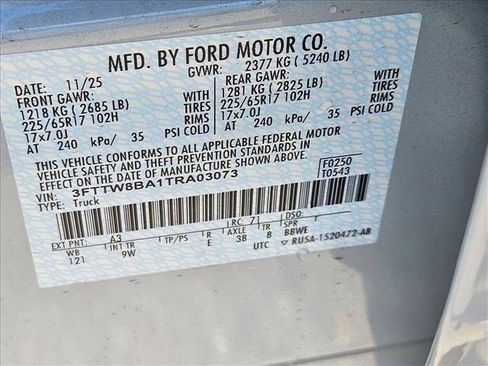 MFD. BY FORD MOTOR CO.
DATE: 11/25 GVWR: 2377 KG ( 5240 LB)
FRONT GAWR: REAR GAWR:
1218 KG ( 2685 LB) WITH 1281 KG ( 2825 LB) WITH
225/65R17 102H TIRES 225/65R17 102H TIRES
17x7.0J RIMS 17x7.0J RIMS
AT 240 kPa/ 35 PSI COLD AT 240 kPa/ 35 PSI COLD
THIS VEHICLE CONFORMS TO ALL APPLICABLE FEDERAL MOTOR
VEHICLE SAFETY AND THEFT PREVENTION STANDARDS IN
EFFECT ON THE DATE OF MANUFACTURE SHOWN ABOVE.
VIN: 3FTTW8BA1TRA03073 F0250
TYPE: Truck T0543
EXT PNT: A3 RC: 71 DSO:
WB INT TR TP/PS R AXLE TR SPR
121 9W E 38 B BBWE
UTC RU5A-1520472-AB